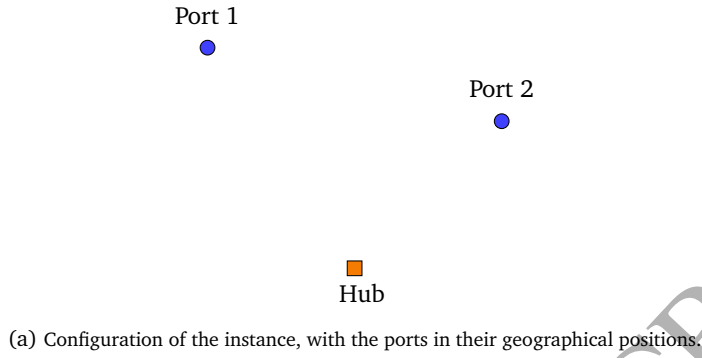 Port 1
Port 2
Hub
(a) Configuration of the instance, with the ports in their geographical positions.